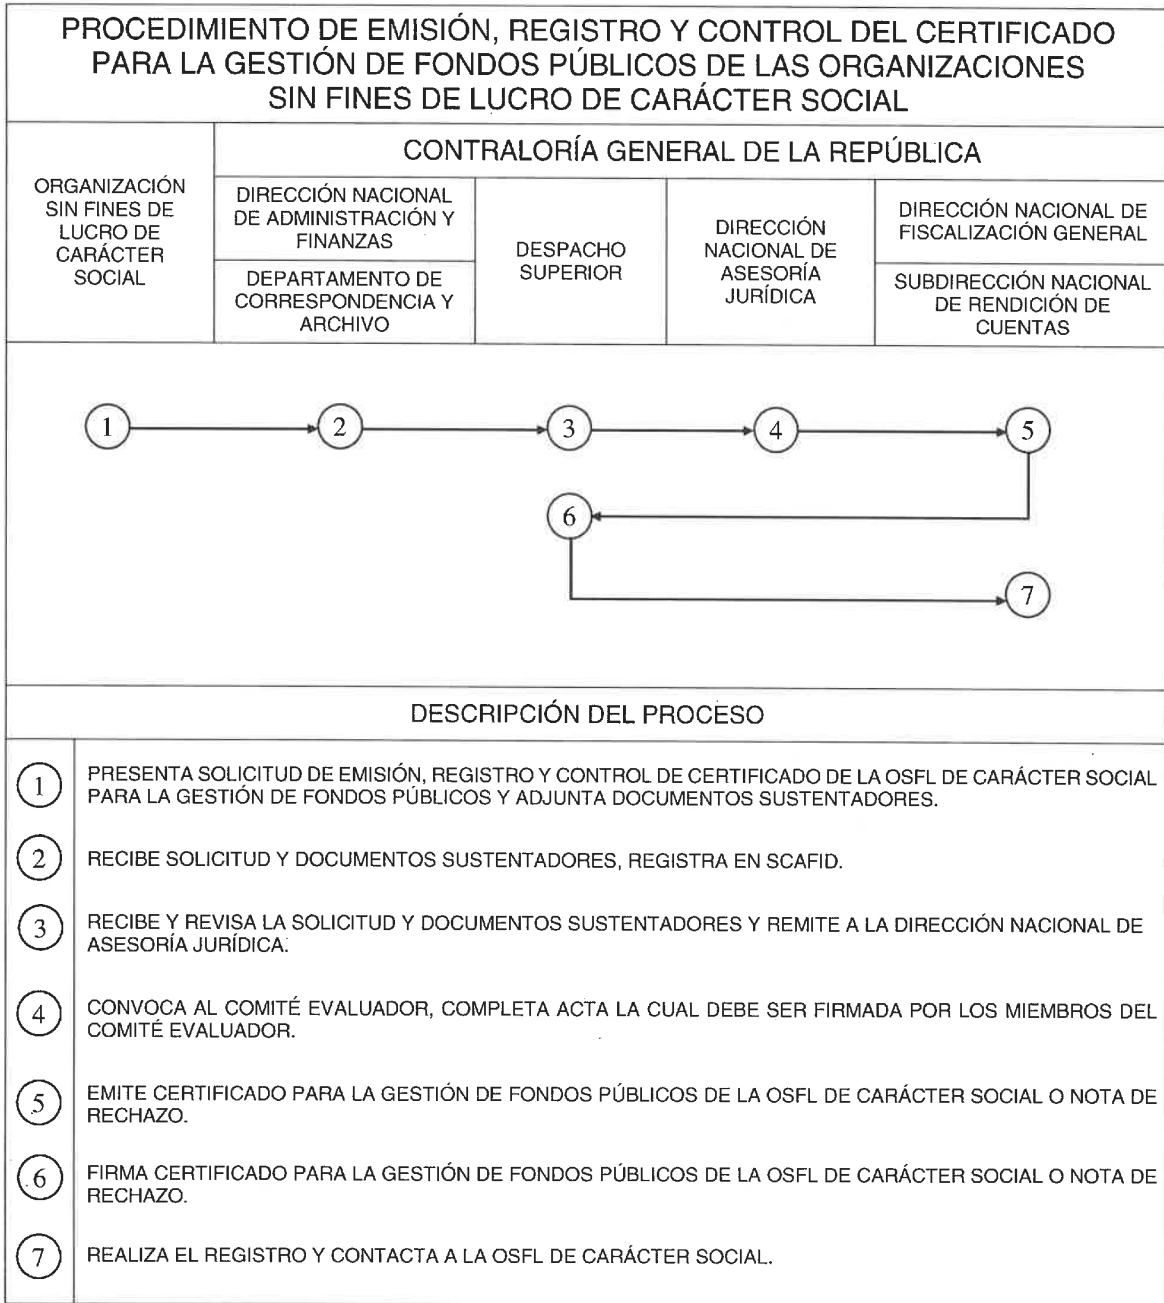 PROCEDIMIENTO DE EMISIÓN, REGISTRO Y CONTROL DEL CERTIFICADO
PARA LA GESTIÓN DE FONDOS PÚBLICOS DE LAS ORGANIZACIONES
SIN FINES DE LUCRO DE CARÁCTER SOCIAL
ORGANIZACIÓN
SIN FINES DE
LUCRO DE
CARÁCTER
SOCIAL
CONTRALORÍA GENERAL DE LA REPÚBLICA
DIRECCIÓN NACIONAL
DE ADMINISTRACIÓN Y
FINANZAS
DEPARTAMENTO DE
CORRESPONDENCIA Y
ARCHIVO
DESPACHO
SUPERIOR
DIRECCIÓN
NACIONAL DE
ASESORÍA
JURÍDICA
DIRECCIÓN NACIONAL DE
FISCALIZACIÓN GENERAL
SUBDIRECCIÓN NACIONAL
DE RENDICIÓN DE
CUENTAS
1 2 3 4 5
6
7
DESCRIPCIÓN DEL PROCESO
1 PRESENTA SOLICITUD DE EMISIÓN, REGISTRO Y CONTROL DE CERTIFICADO DE LA OSFL DE CARÁCTER SOCIAL
PARA LA GESTIÓN DE FONDOS PÚBLICOS Y ADJUNTA DOCUMENTOS SUSTENTADORES.
2 RECIBE SOLICITUD Y DOCUMENTOS SUSTENTADORES, REGISTRA EN SCAFID.
3 RECIBE Y REVISA LA SOLICITUD Y DOCUMENTOS SUSTENTADORES Y REMITE A LA DIRECCIÓN NACIONAL DE
ASESORÍA JURÍDICA.
4 CONVOCA AL COMITÉ EVALUADOR, COMPLETA ACTA LA CUAL DEBE SER FIRMADA POR LOS MIEMBROS DEL
COMITÉ EVALUADOR.
5 EMITE CERTIFICADO PARA LA GESTIÓN DE FONDOS PÚBLICOS DE LA OSFL DE CARÁCTER SOCIAL O NOTA DE
RECHAZO.
6 FIRMA CERTIFICADO PARA LA GESTIÓN DE FONDOS PÚBLICOS DE LA OSFL DE CARÁCTER SOCIAL O NOTA DE
RECHAZO.
7 REALIZA EL REGISTRO Y CONTACTA A LA OSFL DE CARÁCTER SOCIAL.